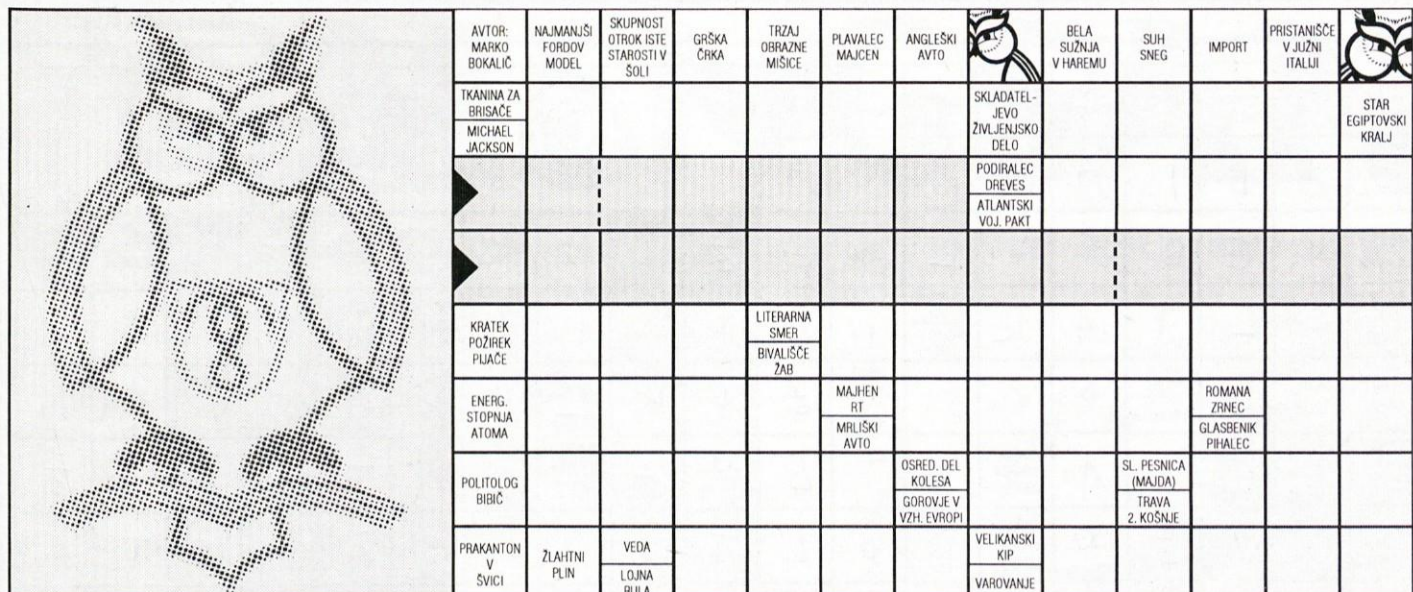 AVTOR:
MARKO
BOKALIČ
NAJMANJŠI
FORDOV
MODEL
SKUPNOST
OTROK ISTE
STAROSTI V
ŠOLI
GRŠKA
ČRKA
TRZAJ
OBRAZNE
MIŠICE
PLAVALEC
MAJCEN
ANGLEŠKI
AVTO
BELA
SUŽNJA
V HAREMU
SUH
SNEG
IMPORT
PRISTANIŠČE
V JUŽNI
ITALIJI
TKANINA ZA
BRISAČE
MICHAEL
JACKSON
SKLADATEL-
JEVO
ŽIVLJENJSKO
DELO
STAR
EGIPTOVSKI
KRALJ
PODIRALEC
DREVES
ATLANTSKI
VOJ. PAKT
KRATEK
POŽIREK
PIJAČE
LITERARNA
SMER
BIVALIŠČE
ŽAB
ENERG.
STOPNJA
ATOMA
MAJHEN
RT
MRLIŠKI
AVTO
ROMANA
ZRNEC
GLASBENIK
PIHALEC
POLITOLOG
BIBIČ
OSRED. DEL
KOLESA
GOROVJE V
VZH. EVROPI
SL. PESNICA
(MAJDA)
TRAVA
2. KOŠNJE
PRAKANTON
V
ŠVICI
ŽLAHTNI
PLIN
VEDA
LOJNA
BULA
VELIKANSKI
KIP
VAROVANJE